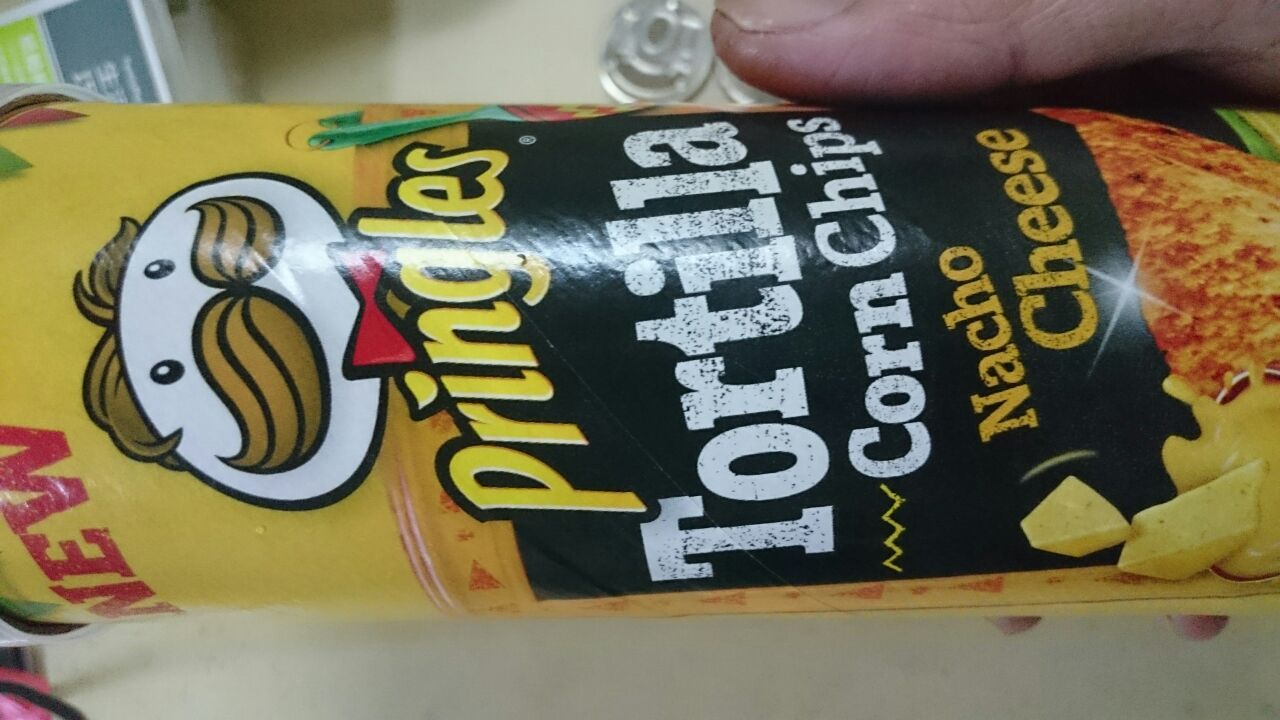 NEW
Pringles®
Tortilla
Corn Chips
Nacho
Cheese